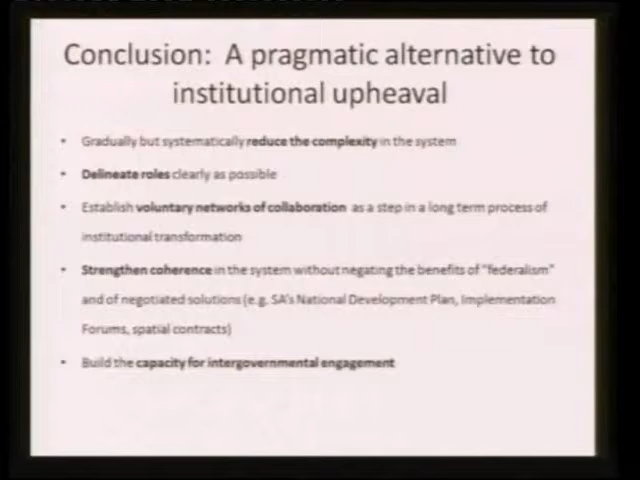 Conclusion:  A pragmatic alternative to
institutional upheaval
• Gradually but systematically reduce the complexity in the system
• Delineate roles clearly as possible
• Establish voluntary networks of collaboration  as a step in a long term process of
institutional transformation
• Strengthen coherence in the system without negating the benefits of "federalism"
and of negotiated solutions (e.g. SA's National Development Plan, Implementation
Forums, spatial contracts)
• Build the capacity for intergovernmental engagement